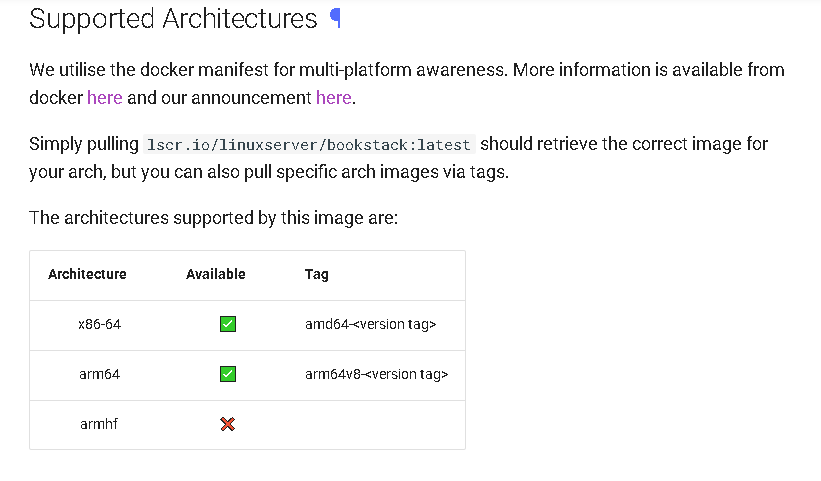 Supported Architectures ¶
We utilise the docker manifest for multi-platform awareness. More information is available from
docker here and our announcement here.
Simply pulling lscr.io/linuxserver/bookstack:latest should retrieve the correct image for
your arch, but you can also pull specific arch images via tags.
The architectures supported by this image are:
Architecture Available Tag
x86-64 ✅ amd64-<version tag>
arm64 ✅ arm64v8-<version tag>
armhf ❌